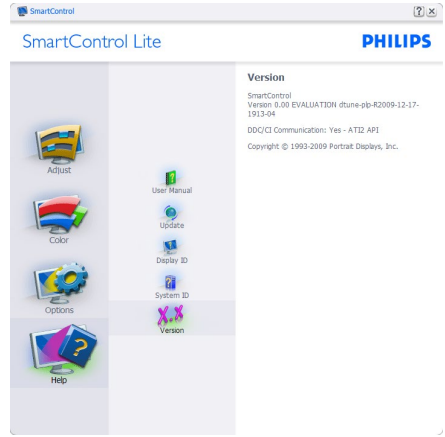 SmartControl
SmartControl Lite
PHILIPS
Adjust
Color
Options
Help
User Manual
Update
Display ID
System ID
X.X
Version
Version
SmartControl
Version 0.00 EVALUATION dtune-plp-R2009-12-17-
1913-04
DDC/CI Communication: Yes - ATI2 API
Copyright © 1993-2009 Portrait Displays, Inc.